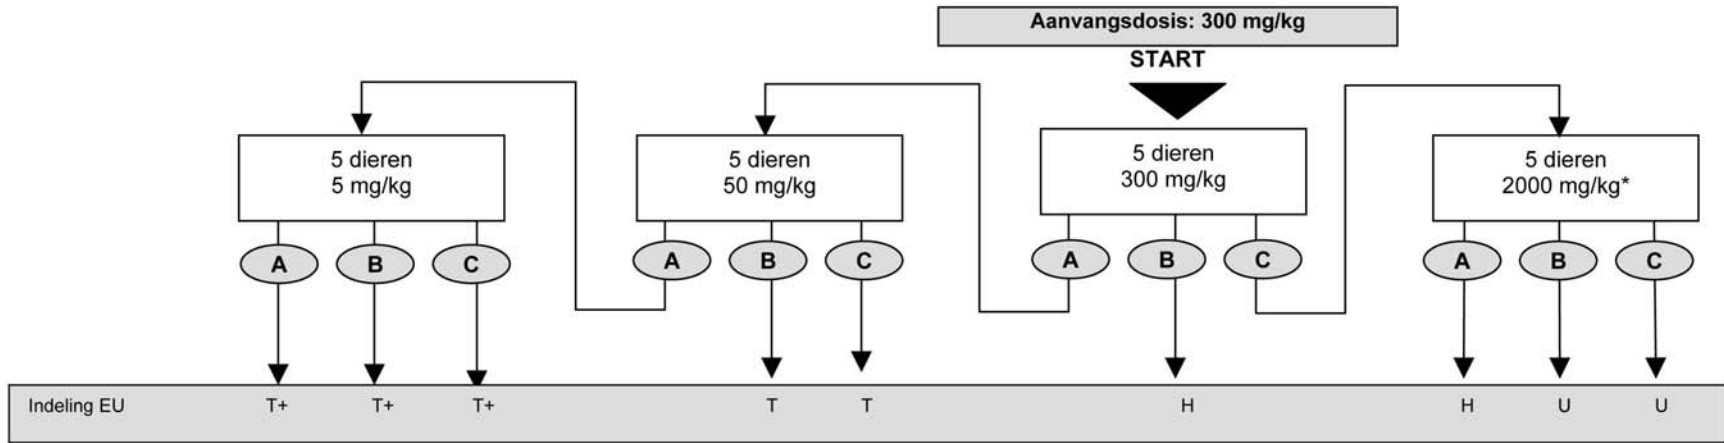 Aanvangsdosis: 300 mg/kg
START
5 dieren
5 mg/kg
5 dieren
50 mg/kg
5 dieren
300 mg/kg
5 dieren
2000 mg/kg*
A B C A B C A B C A B C
Indeling EU T+ T+ T+ T T H H U U